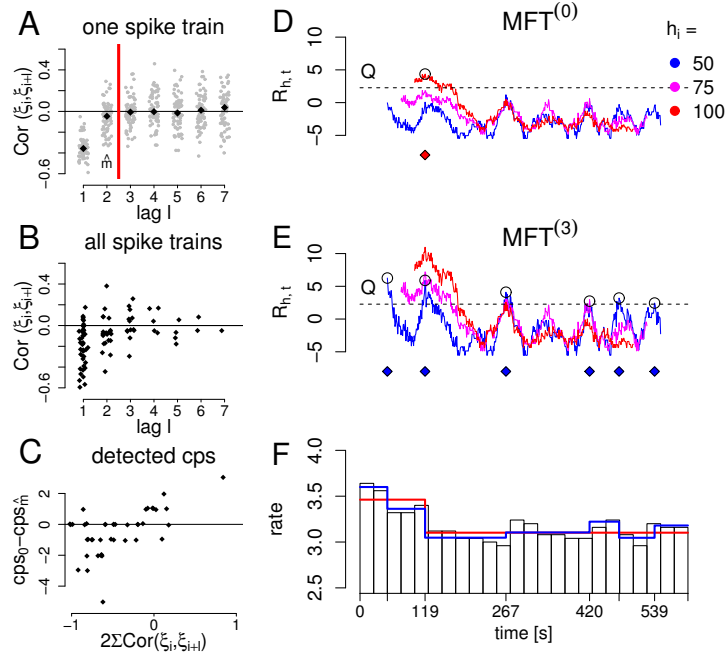 A
one spike train
Cor (ξi,ξi+l)
0.4
0.0
−0.6
m̂
1 2 3 4 5 6 7
lag l
B
all spike trains
Cor (ξi,ξi+l)
0.4
0.0
−0.6
1 2 3 4 5 6 7
lag l
C
detected cps
cps0−cpsm̂
2
0
−2
−4
−1 0 1
2ΣCor(ξi,ξi+l)
D
MFT(0)
Rh, t
10
5
0
−5
Q
hi =
50
75
100
E
MFT(3)
Rh, t
10
5
0
−5
Q
F
rate
4.0
3.5
3.0
2.5
0 119 267 420 539
time [s]